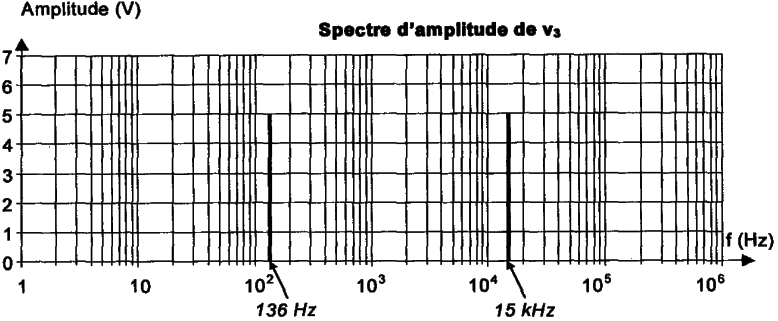 Amplitude (V)
Spectre d'amplitude de v₃
7
6
5
4
3
2
1
0
f (Hz)
1 10 10² 10³ 10⁴ 10⁵ 10⁶
136 Hz 15 kHz